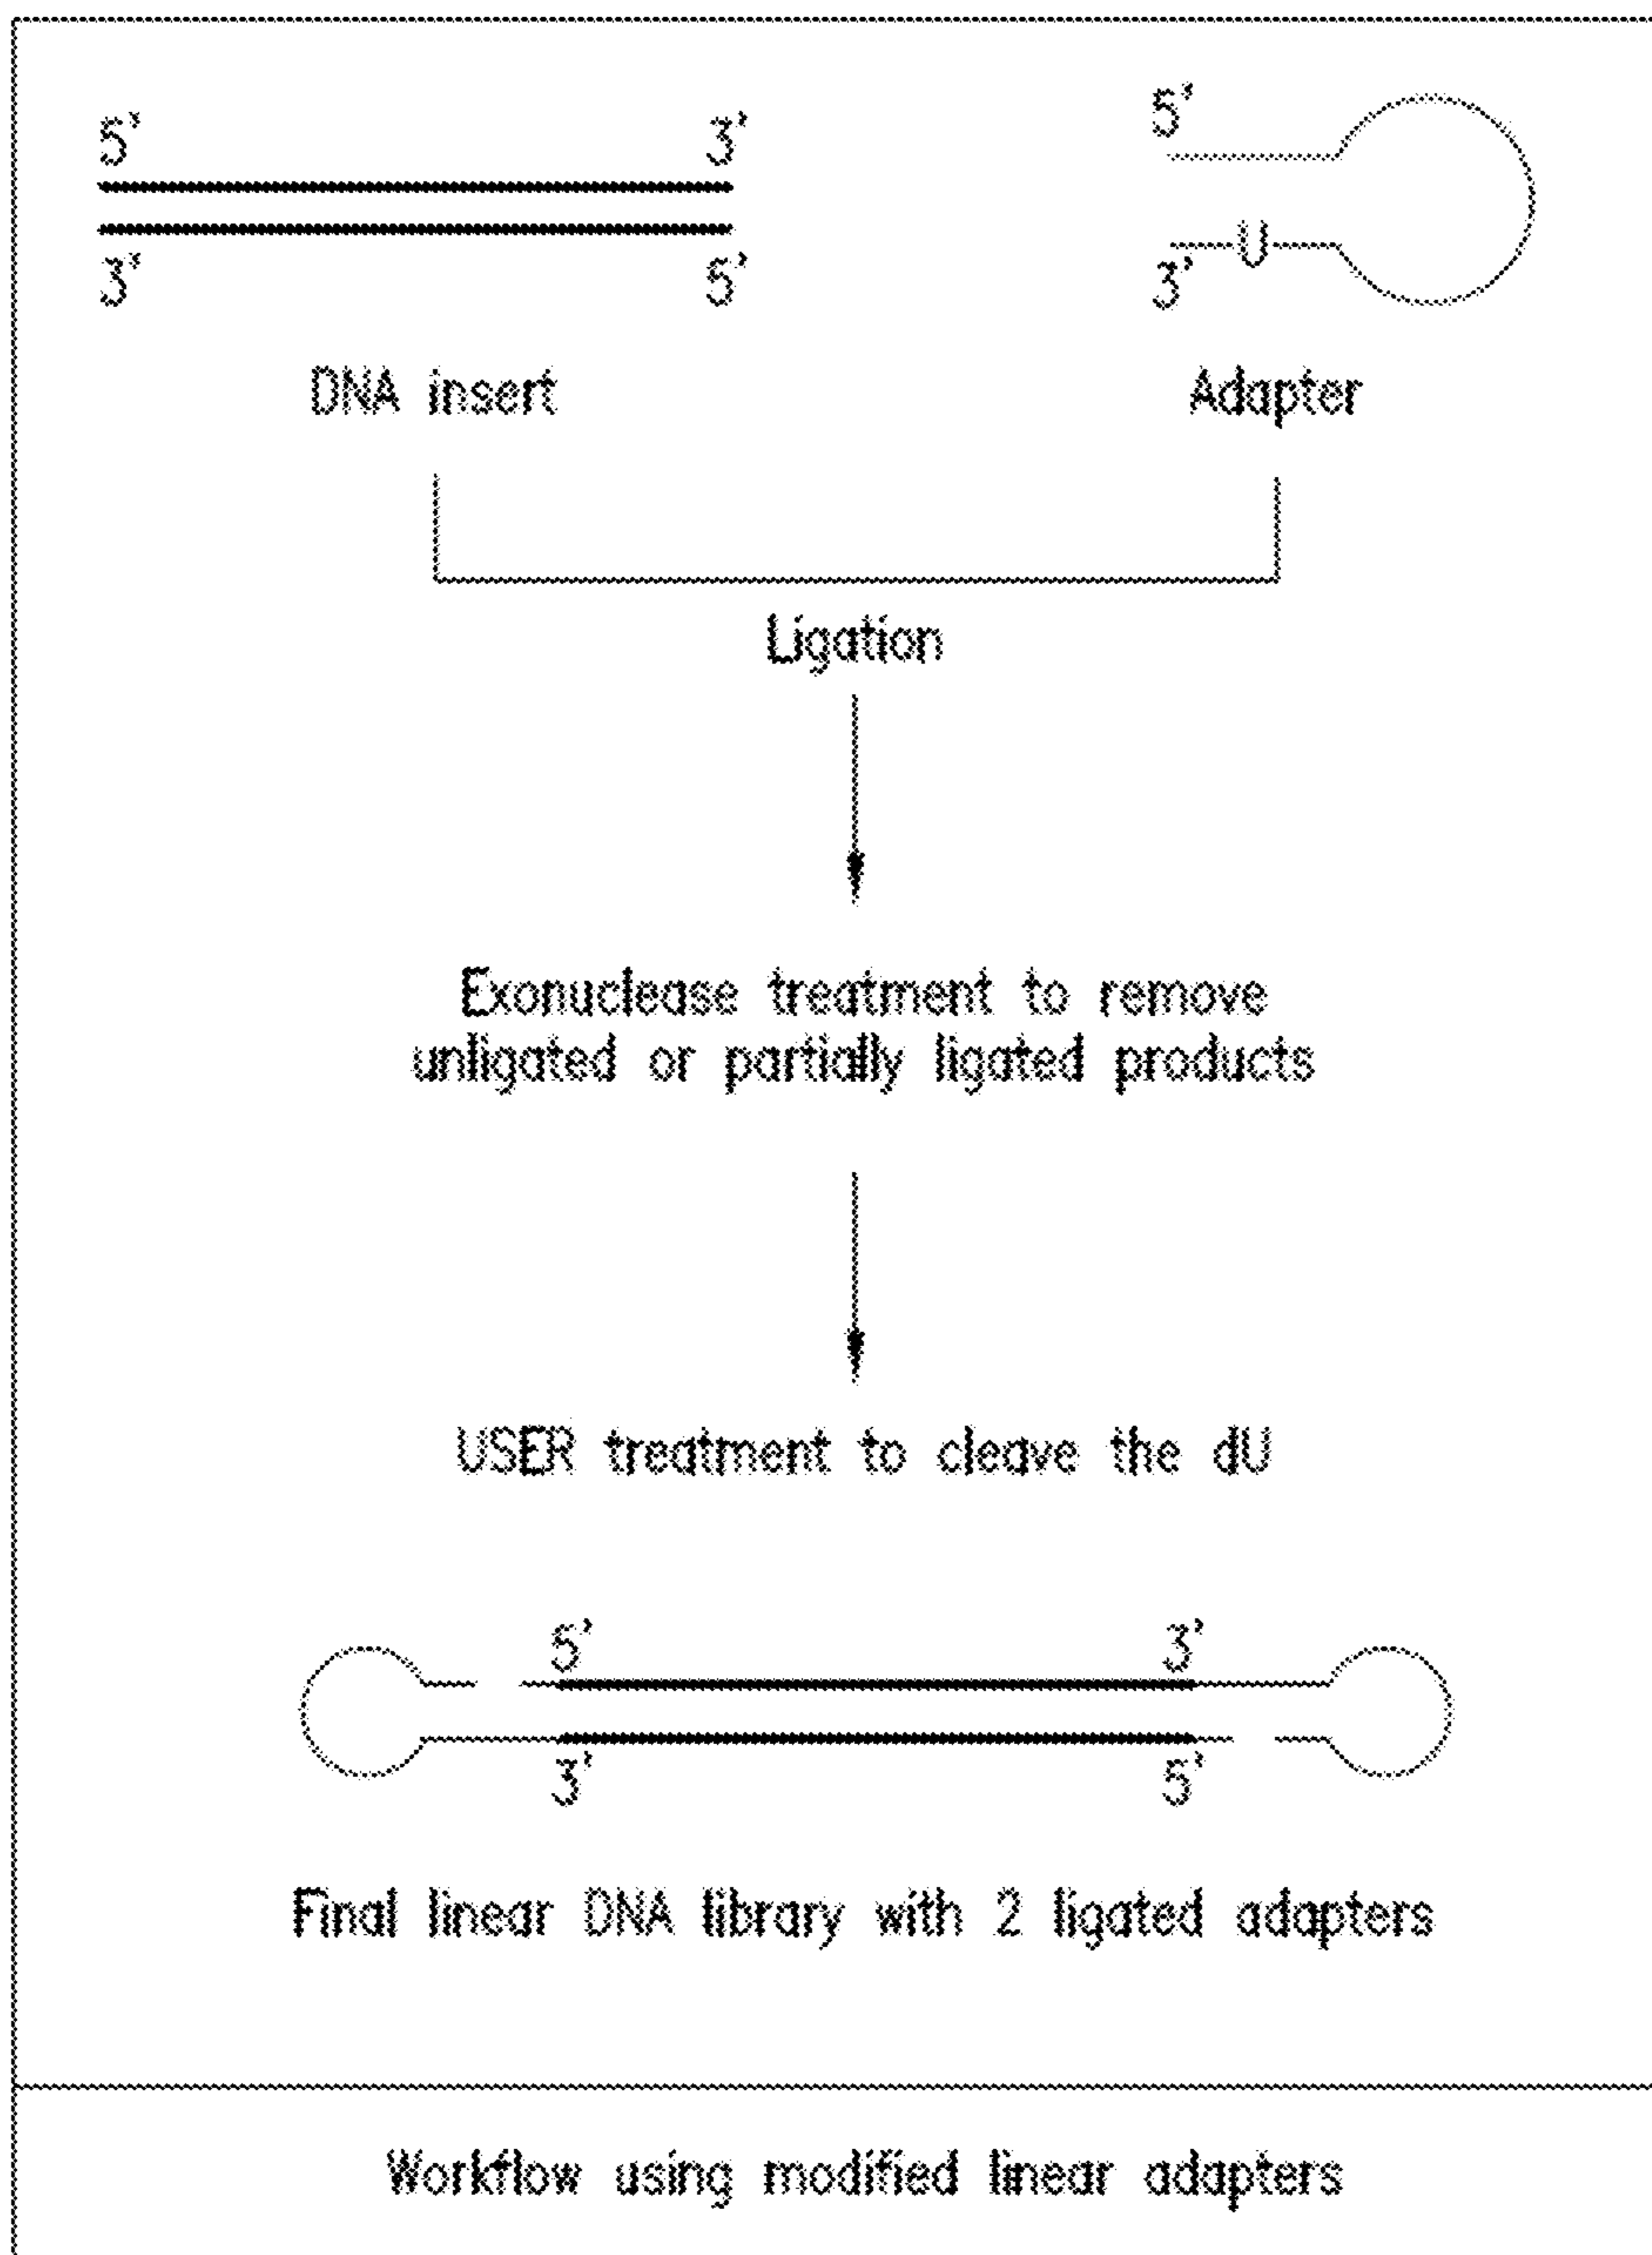 5' 3' 5'
U
3' 5' 3'
DNA insert Adapter
Ligation
Exonuclease treatment to remove
unligated or partially ligated products
USER treatment to cleave the dU
5' 3'
3' 5'
Final linear DNA library with 2 ligated adapters
Workflow using modified linear adapters